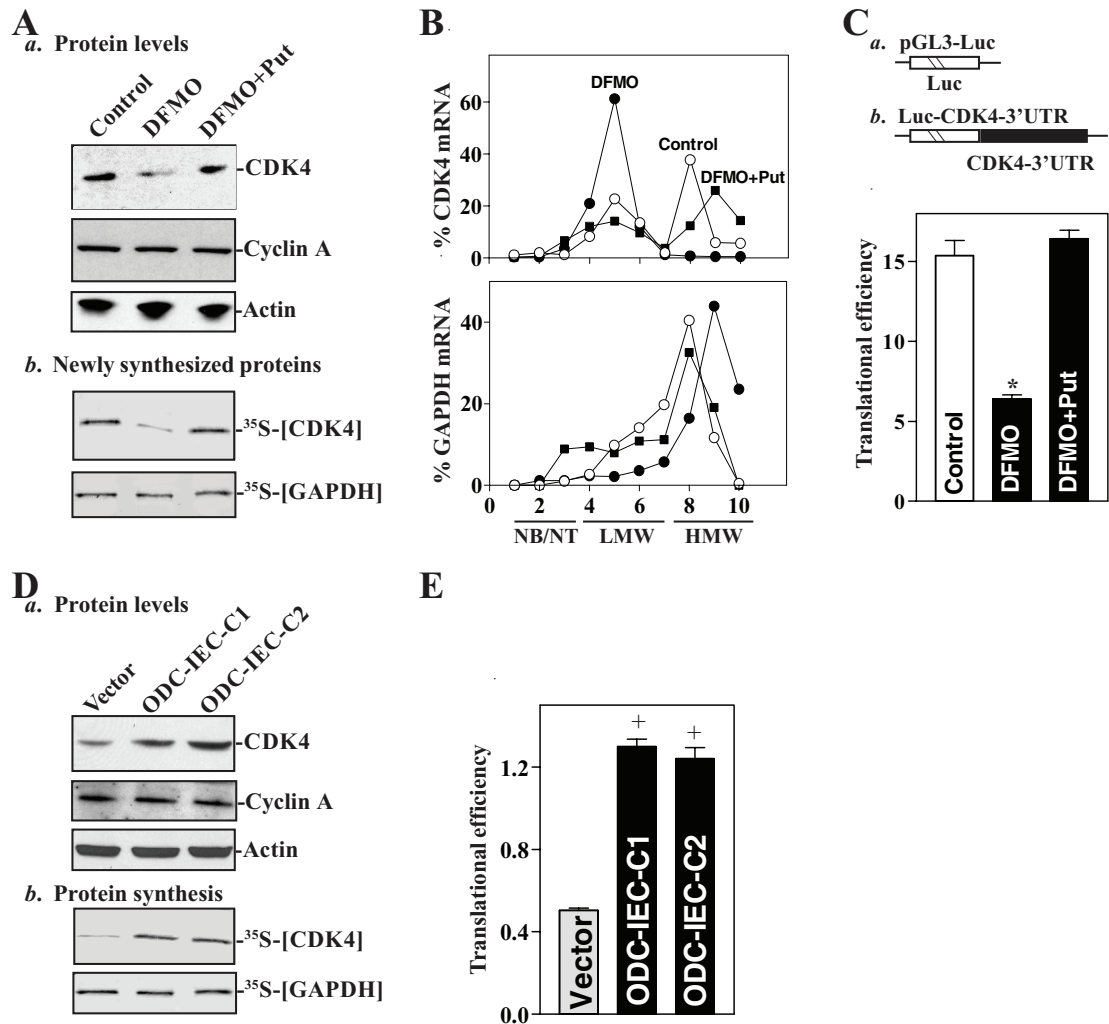 A
a. Protein levels
Control
DFMO
DFMO+Put
-CDK4
Cyclin A
-Actin
b. Newly synthesized proteins
-³⁵S-[CDK4]
-³⁵S-[GAPDH]
B
% CDK4 mRNA
60
40
20
0
DFMO
Control
DFMO+Put
% GAPDH mRNA
40
20
0
0 2 4 6 8 10
NB/NT LMW HMW
C
a. pGL3-Luc
Luc
b. Luc-CDK4-3'UTR
CDK4-3'UTR
Translational efficiency
15
10
5
0
*
Control
DFMO
DFMO+Put
D
a. Protein levels
Vector
ODC-IEC-C1
ODC-IEC-C2
-CDK4
-Cyclin A
-Actin
b. Protein synthesis
-³⁵S-[CDK4]
-³⁵S-[GAPDH]
E
Translational efficiency
1.2
0.8
0.4
0.0
+
+
Vector
ODC-IEC-C1
ODC-IEC-C2